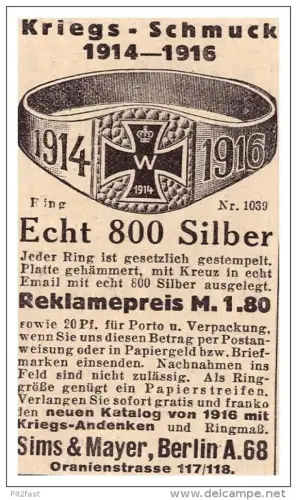 Kriegs-Schmuck
1914—1916
1914
W
1914
1916
Ring Nr. 1039
Echt 800 Silber
Jeder Ring ist gesetzlich gestempelt.
Platte gehämmert, mit Kreuz in echt
Email mit echt 800 Silber ausgelegt.
Reklamepreis M. 1.80
sowie 20 Pf. für Porto u. Verpackung,
wenn Sie uns diesen Betrag per Postan-
weisung oder in Papiergeld bzw. Brief-
marken einsenden. Nachnahmen ins
Feld sind nicht zulässig. Als Ring-
größe genügt ein Papierstreifen.
Verlangen Sie sofort gratis und franko
den neuen Katalog von 1916 mit
Kriegs-Andenken und Ringmaß.
Sims & Mayer, Berlin A.68
Oranienstrasse 117/118.
Pit2fast
www.delcampe.net